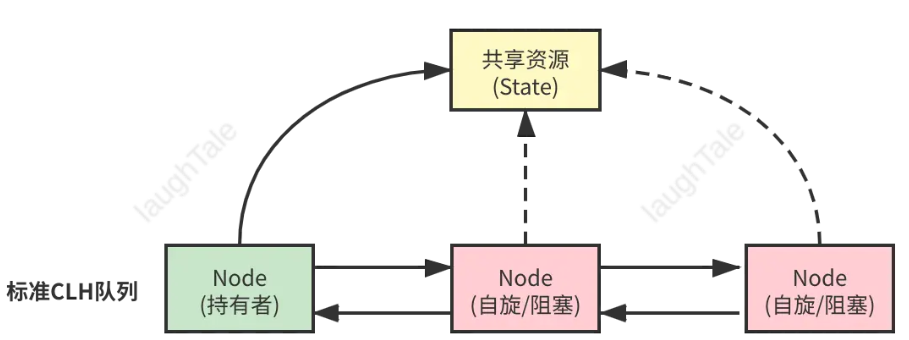 共享资源
(State)
laughTale
laughTale
标准CLH队列
Node
(持有者)
Node
(自旋/阻塞)
Node
(自旋/阻塞)